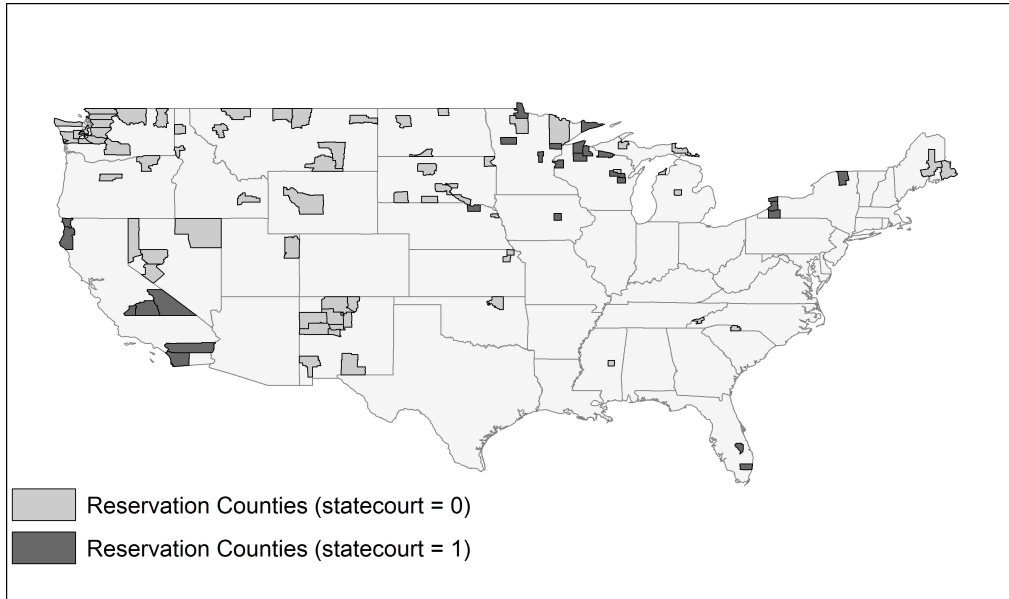 Reservation Counties (statecourt = 0)
Reservation Counties (statecourt = 1)